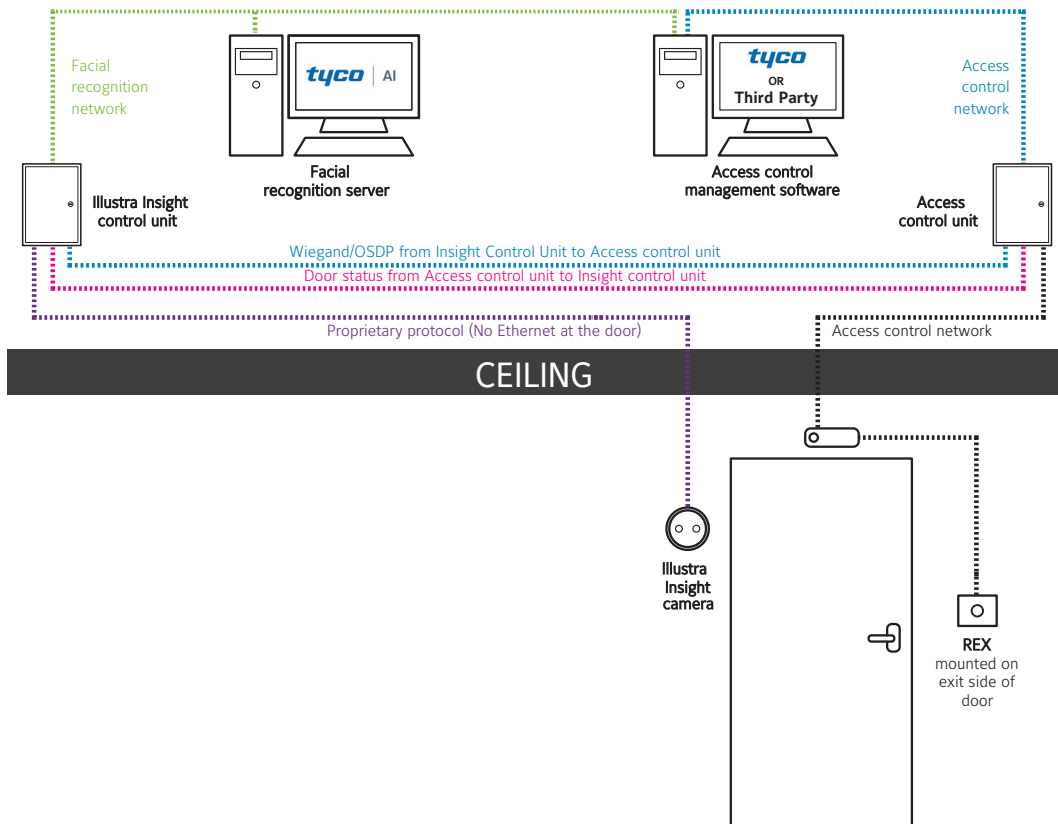 Facial
recognition
network
tyco | AI
tyco
OR
Third Party
Access
control
network
Facial
recognition server
Access control
management software
Illustra Insight
control unit
Access
control unit
Wiegand/OSDP from Insight Control Unit to Access control unit
Door status from Access control unit to Insight control unit
Proprietary protocol (No Ethernet at the door)
Access control network
CEILING
Illustra
Insight
camera
REX
mounted on
exit side of
door